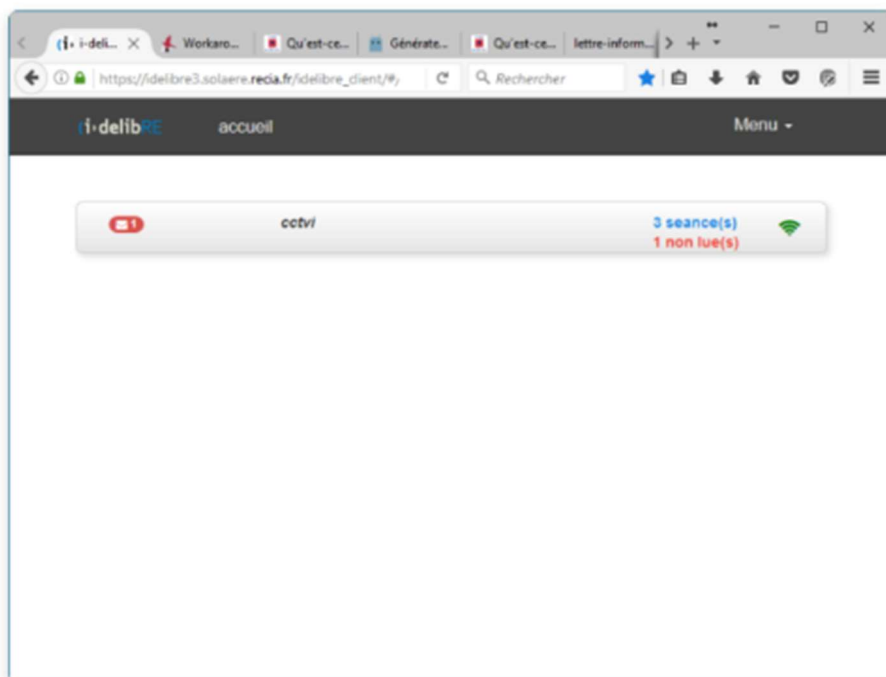 i-deli... Workaro... Qu'est-ce... Générate... Qu'est-ce... lettre-inform...
https://idelibre3.solaere.recia.fr/idelibre_client/#/ Rechercher
i-delibRE accueil Menu
1 cctvi 3 seance(s)
1 non lue(s)